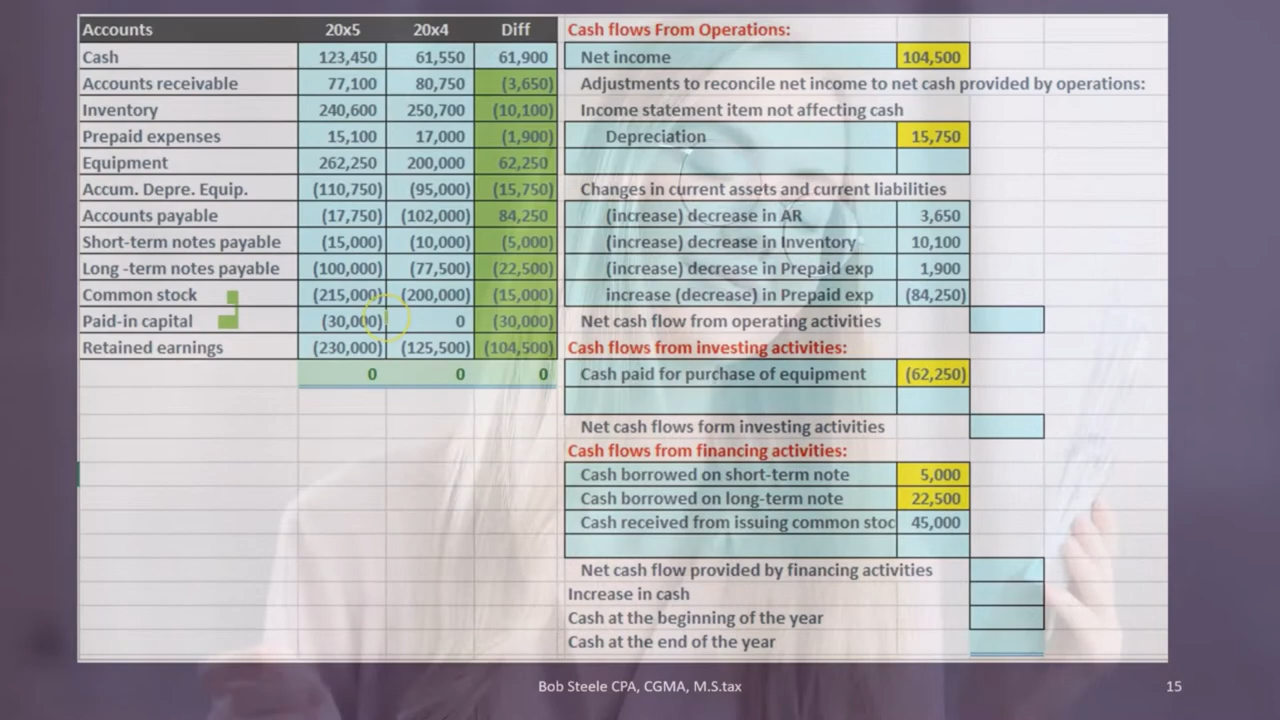 Accounts 20x5 20x4 Diff
Cash 123,450 61,550 61,900
Accounts receivable 77,100 80,750 (3,650)
Inventory 240,600 250,700 (10,100)
Prepaid expenses 15,100 17,000 (1,900)
Equipment 262,250 200,000 62,250
Accum. Depre. Equip. (110,750) (95,000) (15,750)
Accounts payable (17,750) (102,000) 84,250
Short-term notes payable (15,000) (10,000) (5,000)
Long -term notes payable (100,000) (77,500) (22,500)
Common stock (215,000) (200,000) (15,000)
Paid-in capital (30,000) 0 (30,000)
Retained earnings (230,000) (125,500) (104,500)
0 0 0
Cash flows From Operations:
Net income 104,500
Adjustments to reconcile net income to net cash provided by operations:
Income statement item not affecting cash
Depreciation 15,750
Changes in current assets and current liabilities
(increase) decrease in AR 3,650
(increase) decrease in Inventory 10,100
(increase) decrease in Prepaid exp 1,900
increase (decrease) in Prepaid exp (84,250)
Net cash flow from operating activities
Cash flows from investing activities:
Cash paid for purchase of equipment (62,250)
Net cash flows form investing activities
Cash flows from financing activities:
Cash borrowed on short-term note 5,000
Cash borrowed on long-term note 22,500
Cash received from issuing common stoc 45,000
Net cash flow provided by financing activities
Increase in cash
Cash at the beginning of the year
Cash at the end of the year
Bob Steele CPA, CGMA, M.S.tax
15